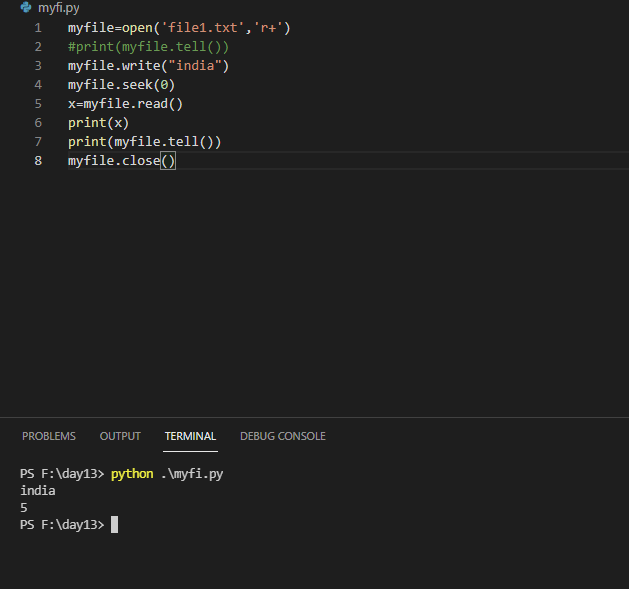 myfi.py
1 myfile=open('file1.txt','r+')
2 #print(myfile.tell())
3 myfile.write("india")
4 myfile.seek(0)
5 x=myfile.read()
6 print(x)
7 print(myfile.tell())
8 myfile.close()
PROBLEMS OUTPUT TERMINAL DEBUG CONSOLE
PS F:\day13> python .\myfi.py
india
5
PS F:\day13>